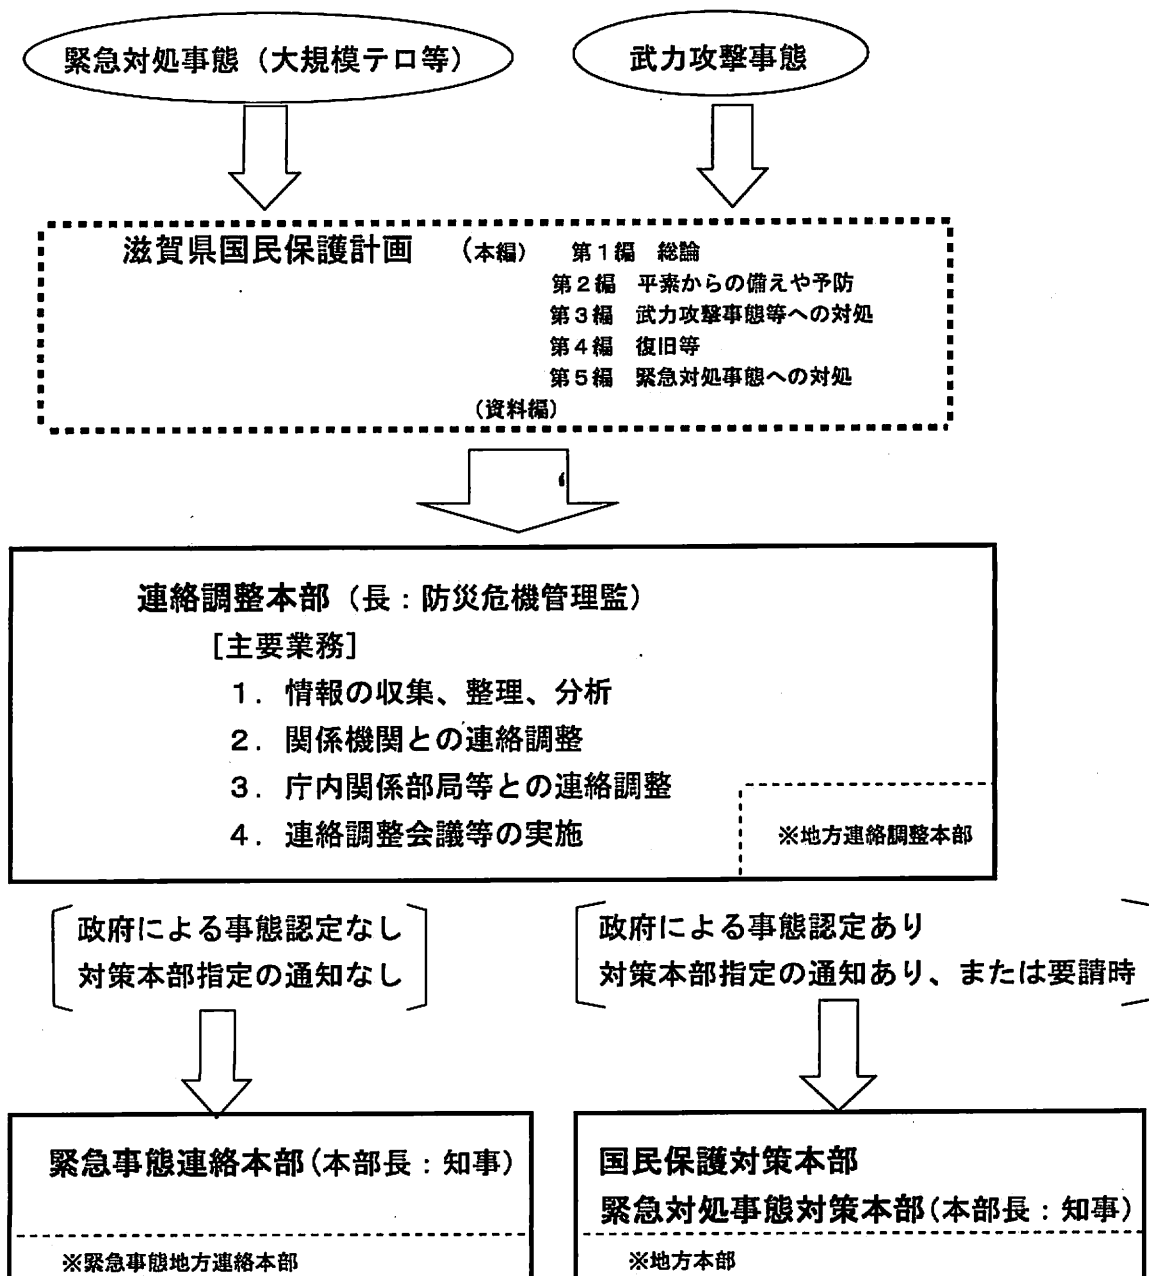 緊急対処事態（大規模テロ等）
武力攻撃事態
滋賀県国民保護計画　（本編）　第１編　総論
第２編　平素からの備えや予防
第３編　武力攻撃事態等への対処
第４編　復旧等
第５編　緊急対処事態への対処
（資料編）
連絡調整本部（長：防災危機管理監）
［主要業務］
１．情報の収集、整理、分析
２．関係機関との連絡調整
３．庁内関係部局等との連絡調整
４．連絡調整会議等の実施
※地方連絡調整本部
政府による事態認定なし
対策本部指定の通知なし
政府による事態認定あり
対策本部指定の通知あり、または要請時
緊急事態連絡本部（本部長：知事）
※緊急事態地方連絡本部
国民保護対策本部
緊急対処事態対策本部（本部長：知事）
※地方本部